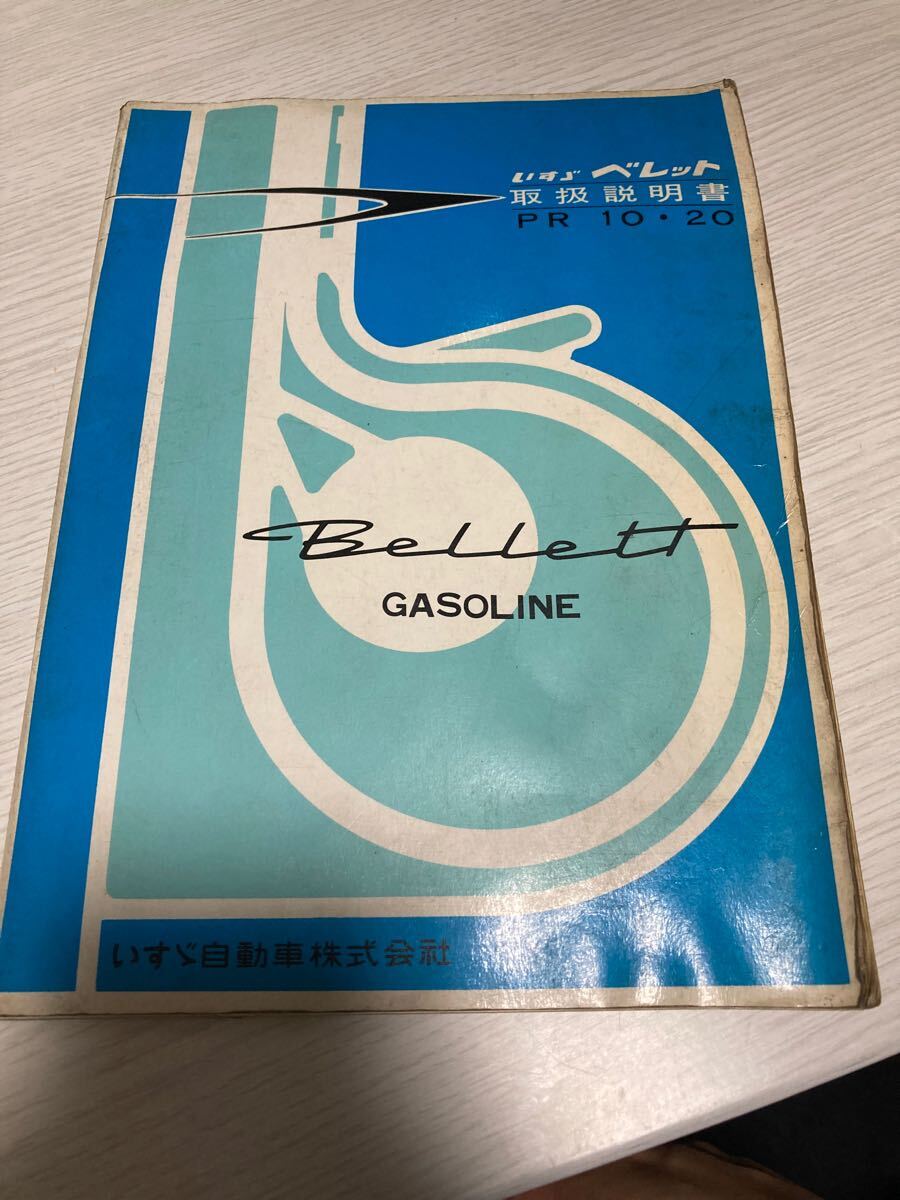 いすゞ ベレット
取扱説明書
PR 10・20
Bellett
GASOLINE
いすゞ自動車株式会社